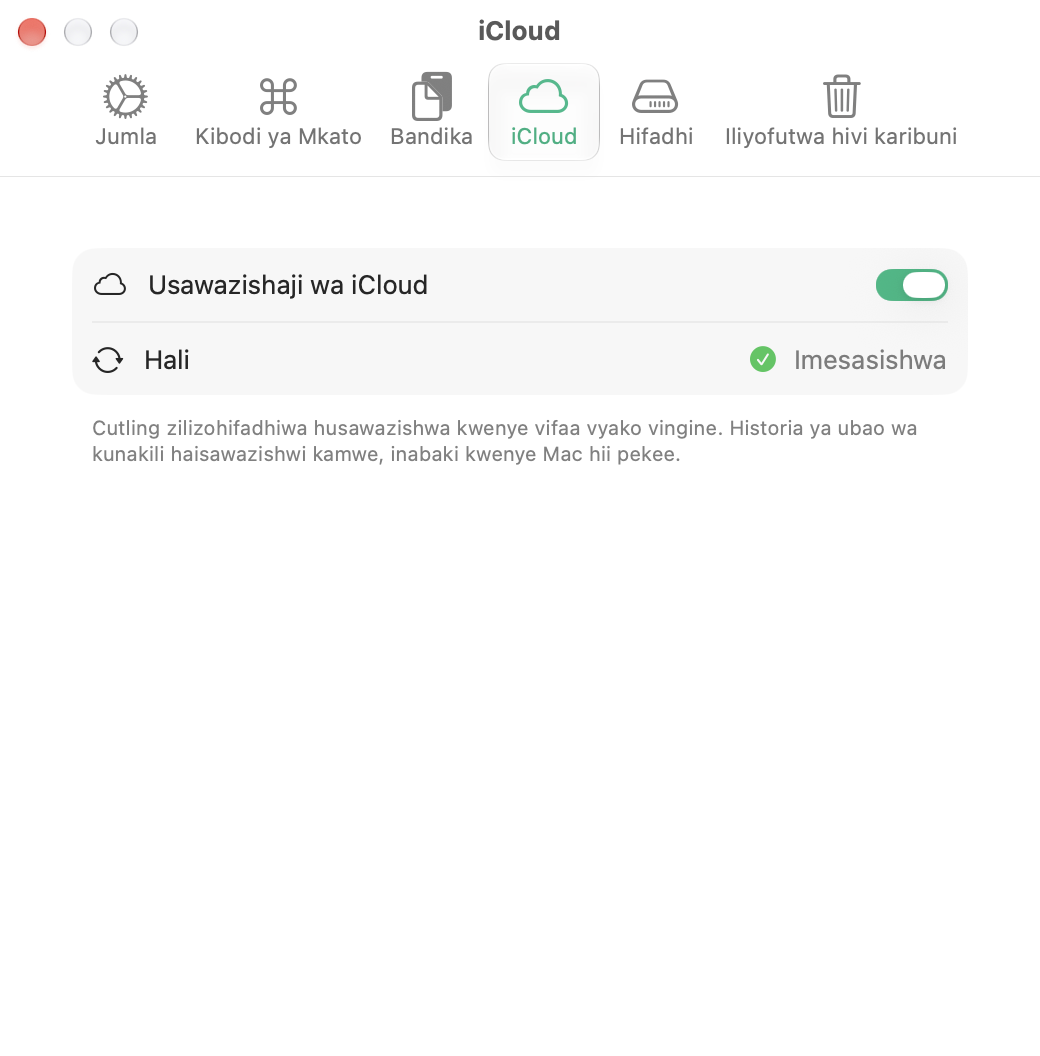 iCloud
Jumla
Kibodi ya Mkato
Bandika
iCloud
Hifadhi
Iliyofutwa hivi karibuni
Usawazishaji wa iCloud
Hali
Imesasishwa
Cutling zilizohifadhiwa husawazishwa kwenye vifaa vyako vingine. Historia ya ubao wa
kunakili haisawazishwi kamwe, inabaki kwenye Mac hii pekee.